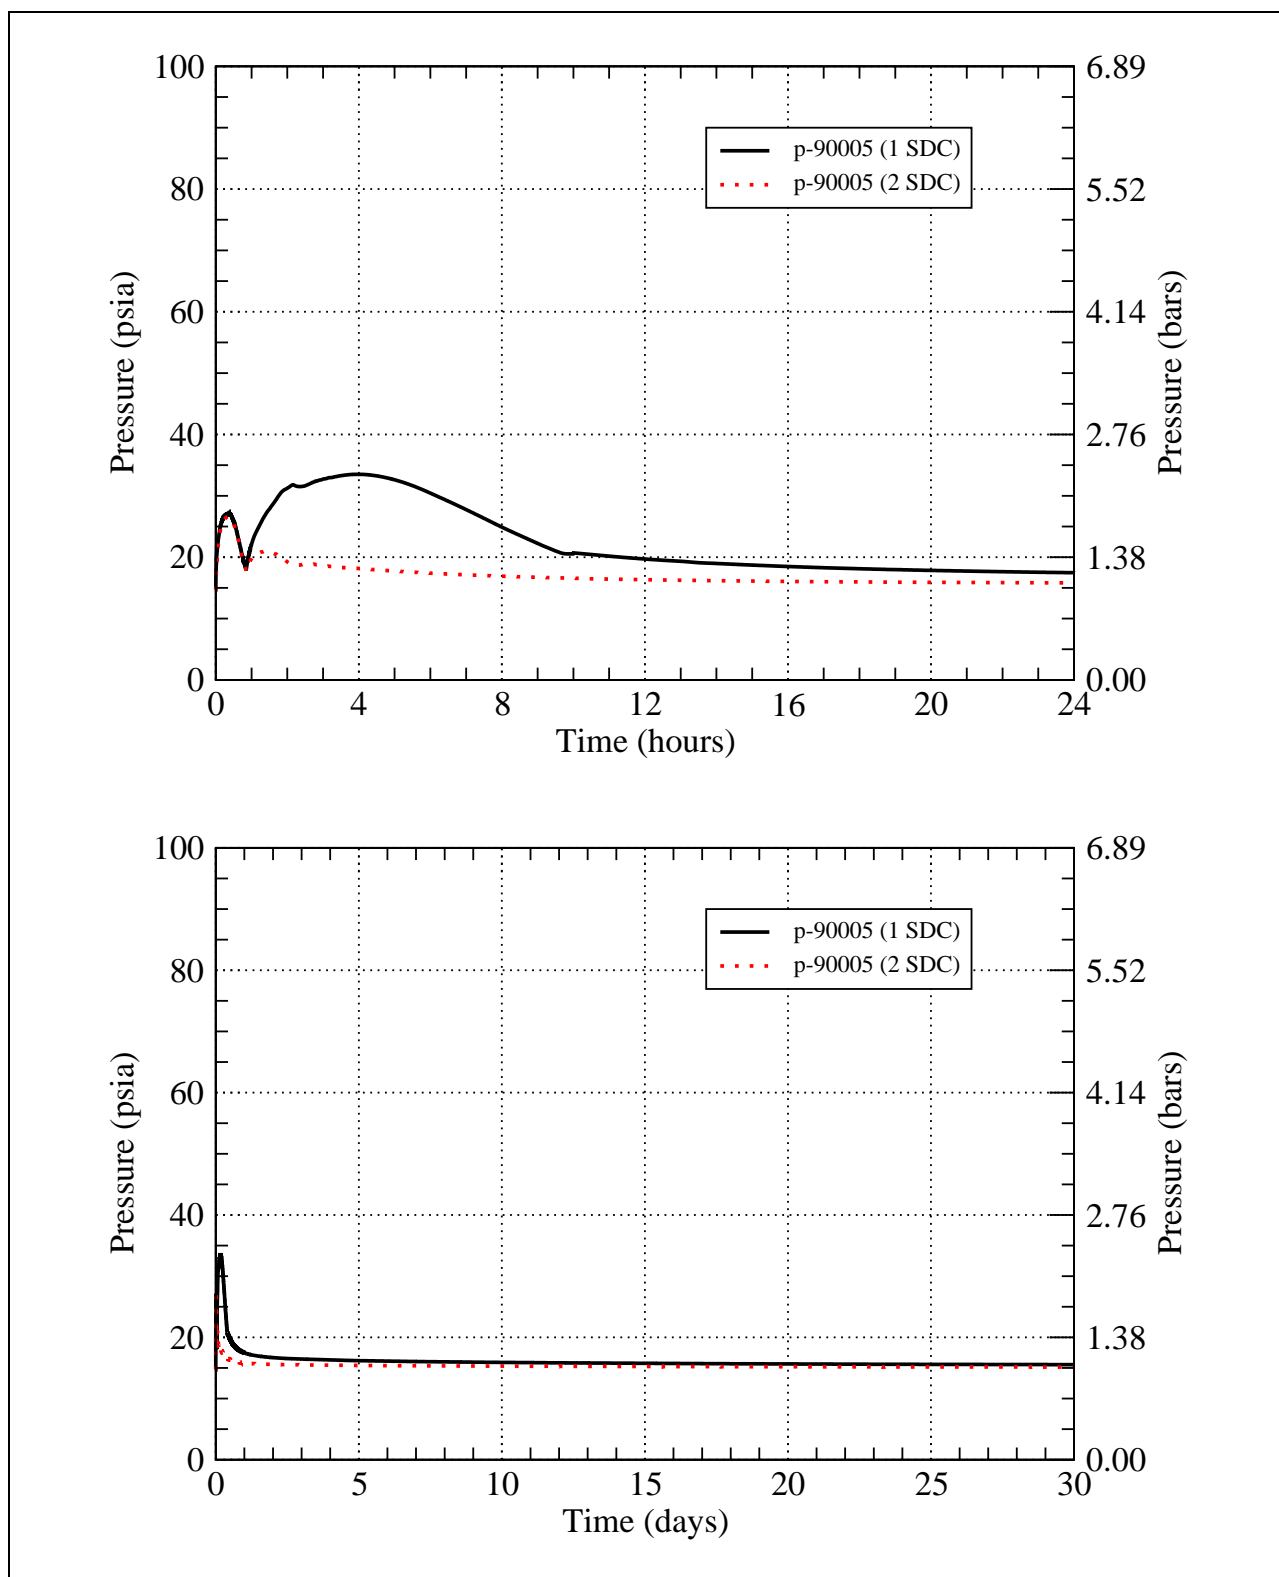 100
6.89
p-90005 (1 SDC)
p-90005 (2 SDC)
80
5.52
60
4.14
Pressure (psia)
Pressure (bars)
40
2.76
20
1.38
0
0.00
0 4 8 12 16 20 24
Time (hours)
100
6.89
p-90005 (1 SDC)
p-90005 (2 SDC)
80
5.52
60
4.14
Pressure (psia)
Pressure (bars)
40
2.76
20
1.38
0
0.00
0 5 10 15 20 25 30
Time (days)